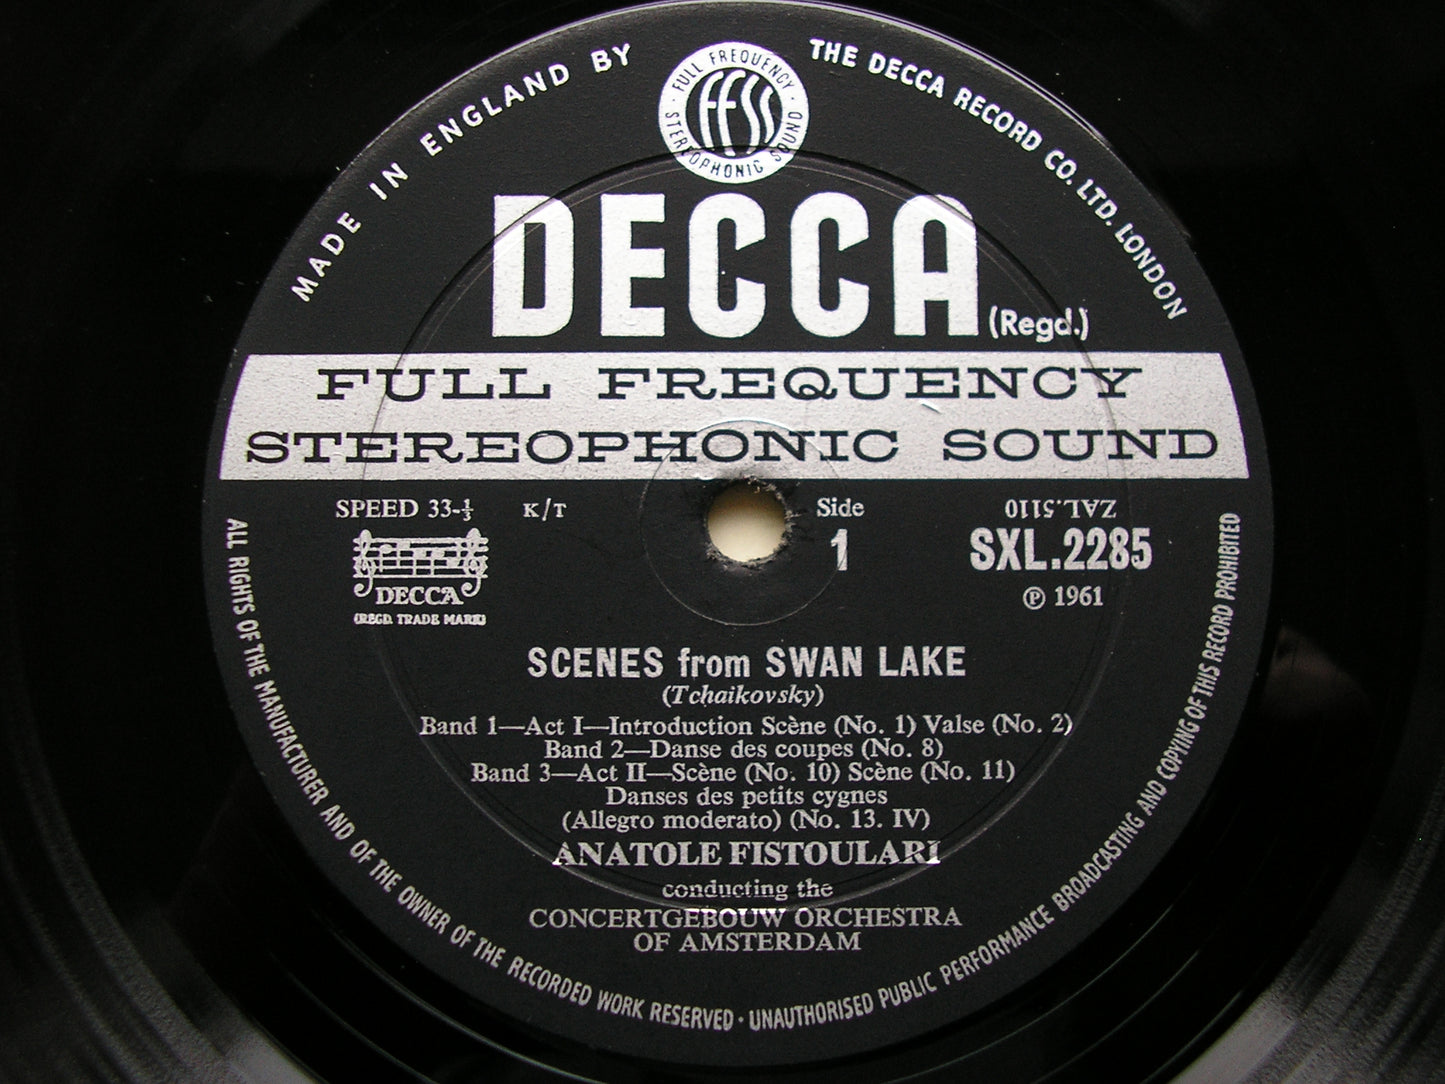 MADE IN ENGLAND BY
THE DECCA RECORD CO. LTD. LONDON
FULL FREQUENCY
FFSS
STEREOPHONIC SOUND
DECCA
(Regd.)
FULL FREQUENCY
STEREOPHONIC SOUND
SPEED 33-⅓ K/T
Side
1
ZAL.5110
SXL.2285
℗ 1961
DECCA
(REGD. TRADE MARK)
SCENES from SWAN LAKE
(Tchaikovsky)
Band 1—Act I—Introduction Scène (No. 1) Valse (No. 2)
Band 2—Danse des coupes (No. 8)
Band 3—Act II—Scène (No. 10) Scène (No. 11)
Danses des petits cygnes
(Allegro moderato) (No. 13. IV)
ANATOLE FISTOULARI
conducting the
CONCERTGEBOUW ORCHESTRA
OF AMSTERDAM
ALL RIGHTS OF THE MANUFACTURER AND OF THE OWNER OF THE RECORDED WORK RESERVED · UNAUTHORISED PUBLIC PERFORMANCE BROADCASTING AND COPYING OF THIS RECORD PROHIBITED